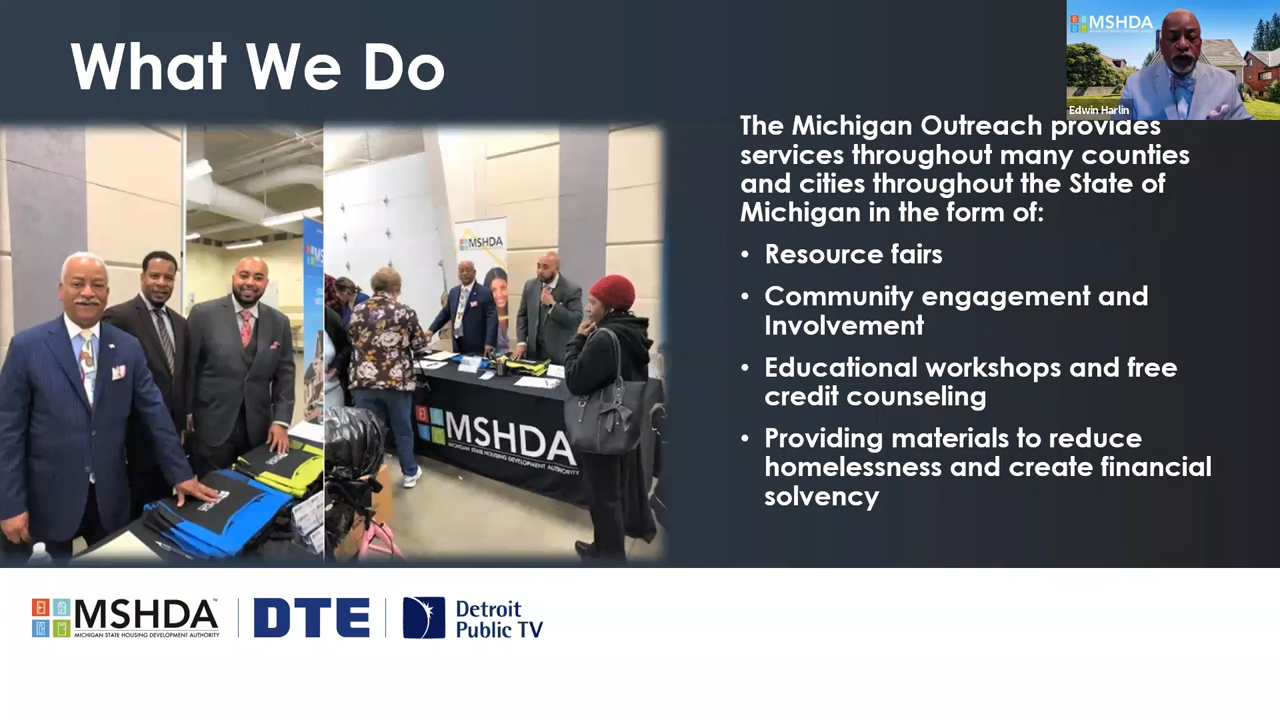 What We Do
MSHDA
Edwin Harlin
The Michigan Outreach provides
services throughout many counties
and cities throughout the State of
Michigan in the form of:
• Resource fairs
• Community engagement and
Involvement
• Educational workshops and free
credit counseling
• Providing materials to reduce
homelessness and create financial
solvency
MSHDA
MSHDA
MICHIGAN STATE HOUSING DEVELOPMENT AUTHORITY
MSHDA™
MICHIGAN STATE HOUSING DEVELOPMENT AUTHORITY
DTE
Detroit
Public TV